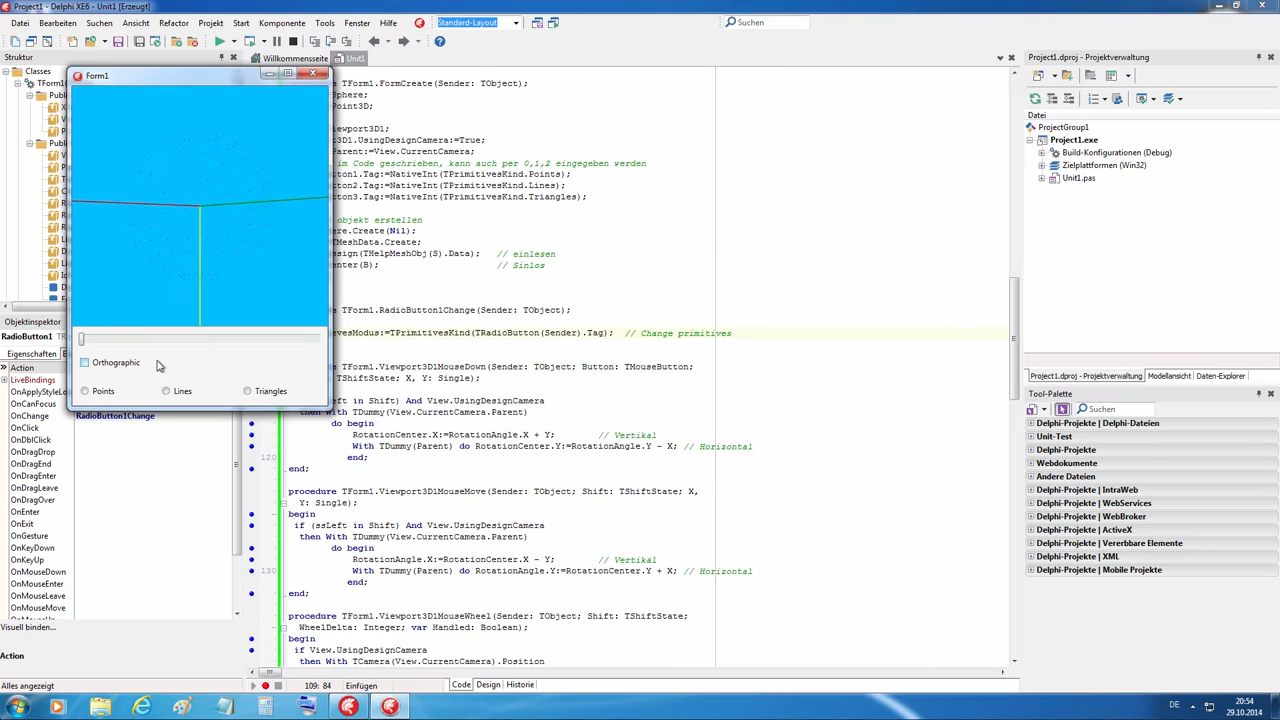 Project1 - Delphi XE6 - Unit1 [Erzeugt]
Datei Bearbeiten Suchen Ansicht Refactor Projekt Start Komponente Tools Fenster Hilfe Standard-Layout Suchen
Struktur
Willkommensseite Unit1
Classes
TForm1(
Form1
FormCreate(Sender: TObject);
Sphere;
Point3D;
iewport3D1;
3D1.UsingDesignCamera:=True;
Parent:=View.CurrentCamera;
im Code geschrieben, kann auch per 0,1,2 eingegeben werden
utton1.Tag:=NativeInt(TPrimitivesKind.Points);
utton2.Tag:=NativeInt(TPrimitivesKind.Lines);
utton3.Tag:=NativeInt(TPrimitivesKind.Triangles);
objekt erstellen
re.Create(Nil);
MeshData.Create;
sign(THelpMeshObj(S).Data); // einlesen
nter(B); // Sinlos
TForm1.RadioButton1Change(Sender: TObject);
vesModus:=TPrimitivesKind(TRadioButton(Sender).Tag); // Change primitives
TForm1.Viewport3D1MouseDown(Sender: TObject; Button: TMouseButton;
TShiftState; X, Y: Single);
eft in Shift) And View.UsingDesignCamera
then With TDummy(View.CurrentCamera.Parent)
do begin
RotationCenter.X:=RotationAngle.X + Y; // Vertikal
With TDummy(Parent) do RotationCenter.Y:=RotationAngle.Y - X; // Horizontal
120 end;
end;
procedure TForm1.Viewport3D1MouseMove(Sender: TObject; Shift: TShiftState; X,
Y: Single);
begin
if (ssLeft in Shift) And View.UsingDesignCamera
then With TDummy(View.CurrentCamera.Parent)
do begin
RotationAngle.X:=RotationCenter.X - Y; // Vertikal
130 With TDummy(Parent) do RotationAngle.Y:=RotationCenter.Y + X; // Horizontal
end;
end;
procedure TForm1.Viewport3D1MouseWheel(Sender: TObject; Shift: TShiftState;
WheelDelta: Integer; var Handled: Boolean);
begin
if View.UsingDesignCamera
then With TCamera(View.CurrentCamera).Position
Orthographic
Points Lines Triangles
Objektinspektor
RadioButton1
Eigenschaften
Action
LiveBindings
OnApplyStyleLo
OnCanFocus
OnChange RadioButton1Change
OnClick
OnDblClick
OnDragDrop
OnDragEnd
OnDragEnter
OnDragLeave
OnDragOver
OnEnter
OnExit
OnGesture
OnKeyDown
OnKeyUp
OnMouseDown
OnMouseEnter
OnMouseLeave
OnMouseMove
Visuell binden...
Action
Alles angezeigt
109: 84 Einfügen Code Design Historie
Project1.dproj - Projektverwaltung
Datei
ProjectGroup1
Project1.exe
Build-Konfigurationen (Debug)
Zielplattformen (Win32)
Unit1.pas
Project1.dproj - Projektverwaltung Modellansicht Daten-Explorer
Tool-Palette
Suchen
Delphi-Projekte | Delphi-Dateien
Unit-Test
Delphi-Projekte
Webdokumente
Andere Dateien
Delphi-Projekte | IntraWeb
Delphi-Projekte | WebServices
Delphi-Projekte | WebBroker
Delphi-Projekte | ActiveX
Delphi-Projekte | Vererbbare Elemente
Delphi-Projekte | XML
Delphi-Projekte | Mobile Projekte
DE 20:54
29.10.2014